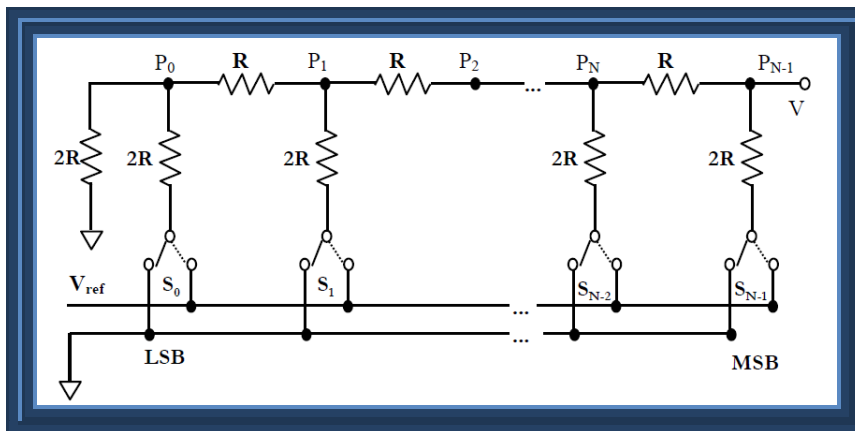 P0 R P1 R P2 PN R PN-1
V
2R 2R 2R 2R 2R
...
Vref S0 S1 SN-2 SN-1
...
...
LSB MSB